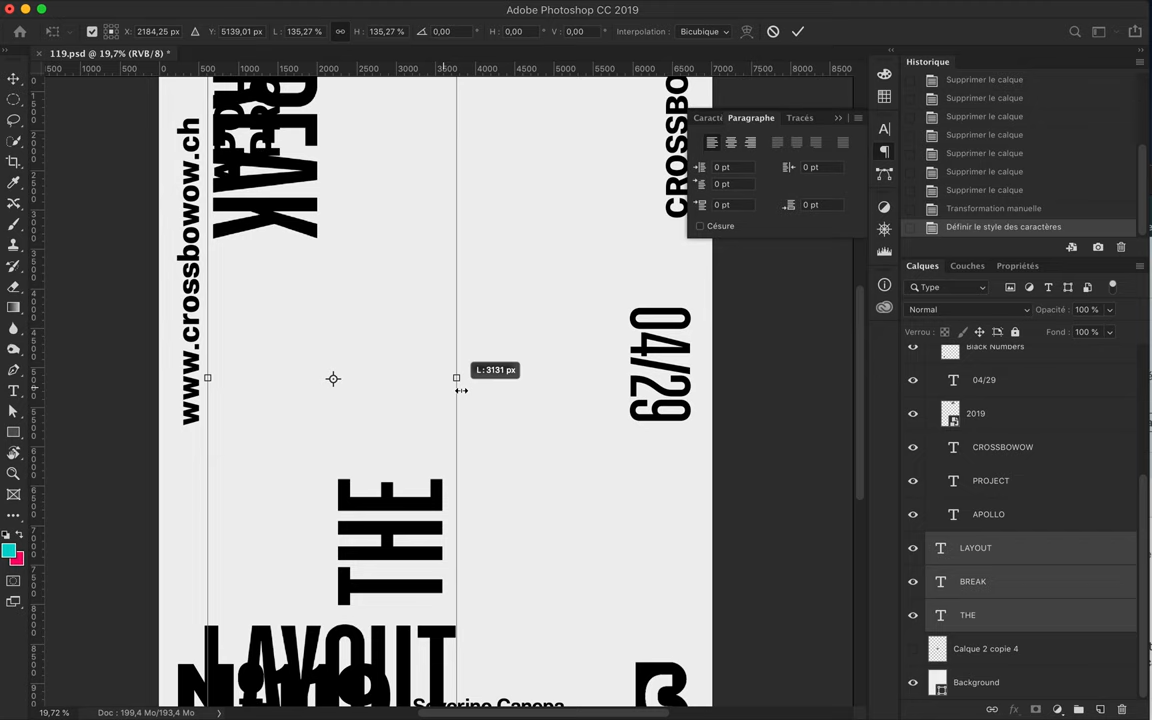 Adobe Photoshop CC 2019
X: 2184,25 px
Y: 5139,01 px
L: 135,27 %
H: 135,27 %
0,00
H: 0,00
V: 0,00
Interpolation :
Bicubique
119.psd @ 19,7% (RVB/8) *
1000
500
0
500
1000
1500
2000
2500
3000
3500
4000
4500
5000
5500
6000
6500
7000
7500
8000
8500
BREAK
www.crossbowow.ch
CROSSBO
04/29
THE
LAYOUT
N°119
Severine Canepa
L : 3131 px
Caractè
Paragraphe
Tracés
0 pt
0 pt
0 pt
0 pt
0 pt
Césure
Historique
Supprimer le calque
Supprimer le calque
Supprimer le calque
Supprimer le calque
Supprimer le calque
Supprimer le calque
Supprimer le calque
Transformation manuelle
Définir le style des caractères
Calques
Couches
Propriétés
Type
Normal
Opacité : 100 %
Verrou :
Fond : 100 %
Black Numbers
04/29
2019
CROSSBOWOW
PROJECT
APOLLO
LAYOUT
BREAK
THE
Calque 2 copie 4
Background
19,72 %
Doc : 199,4 Mo/193,4 Mo